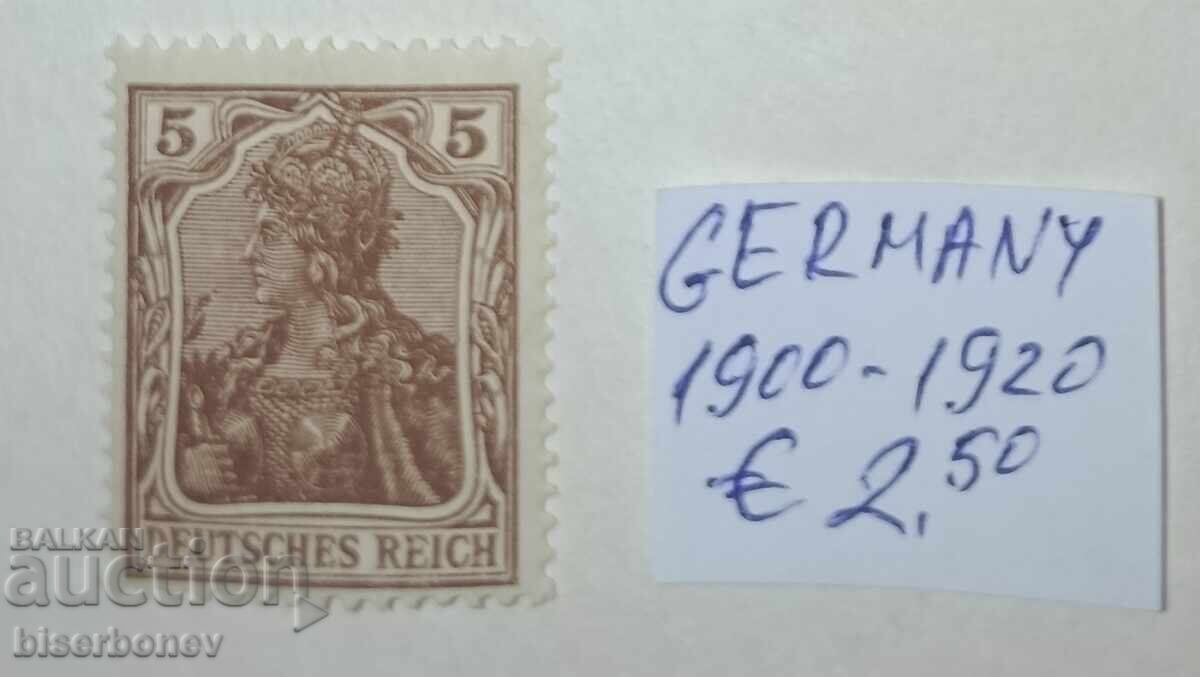 5 5
DEUTSCHES REICH
GERMANY
1900-1920
€ 2.50
BALKAN
auction
biserbonev